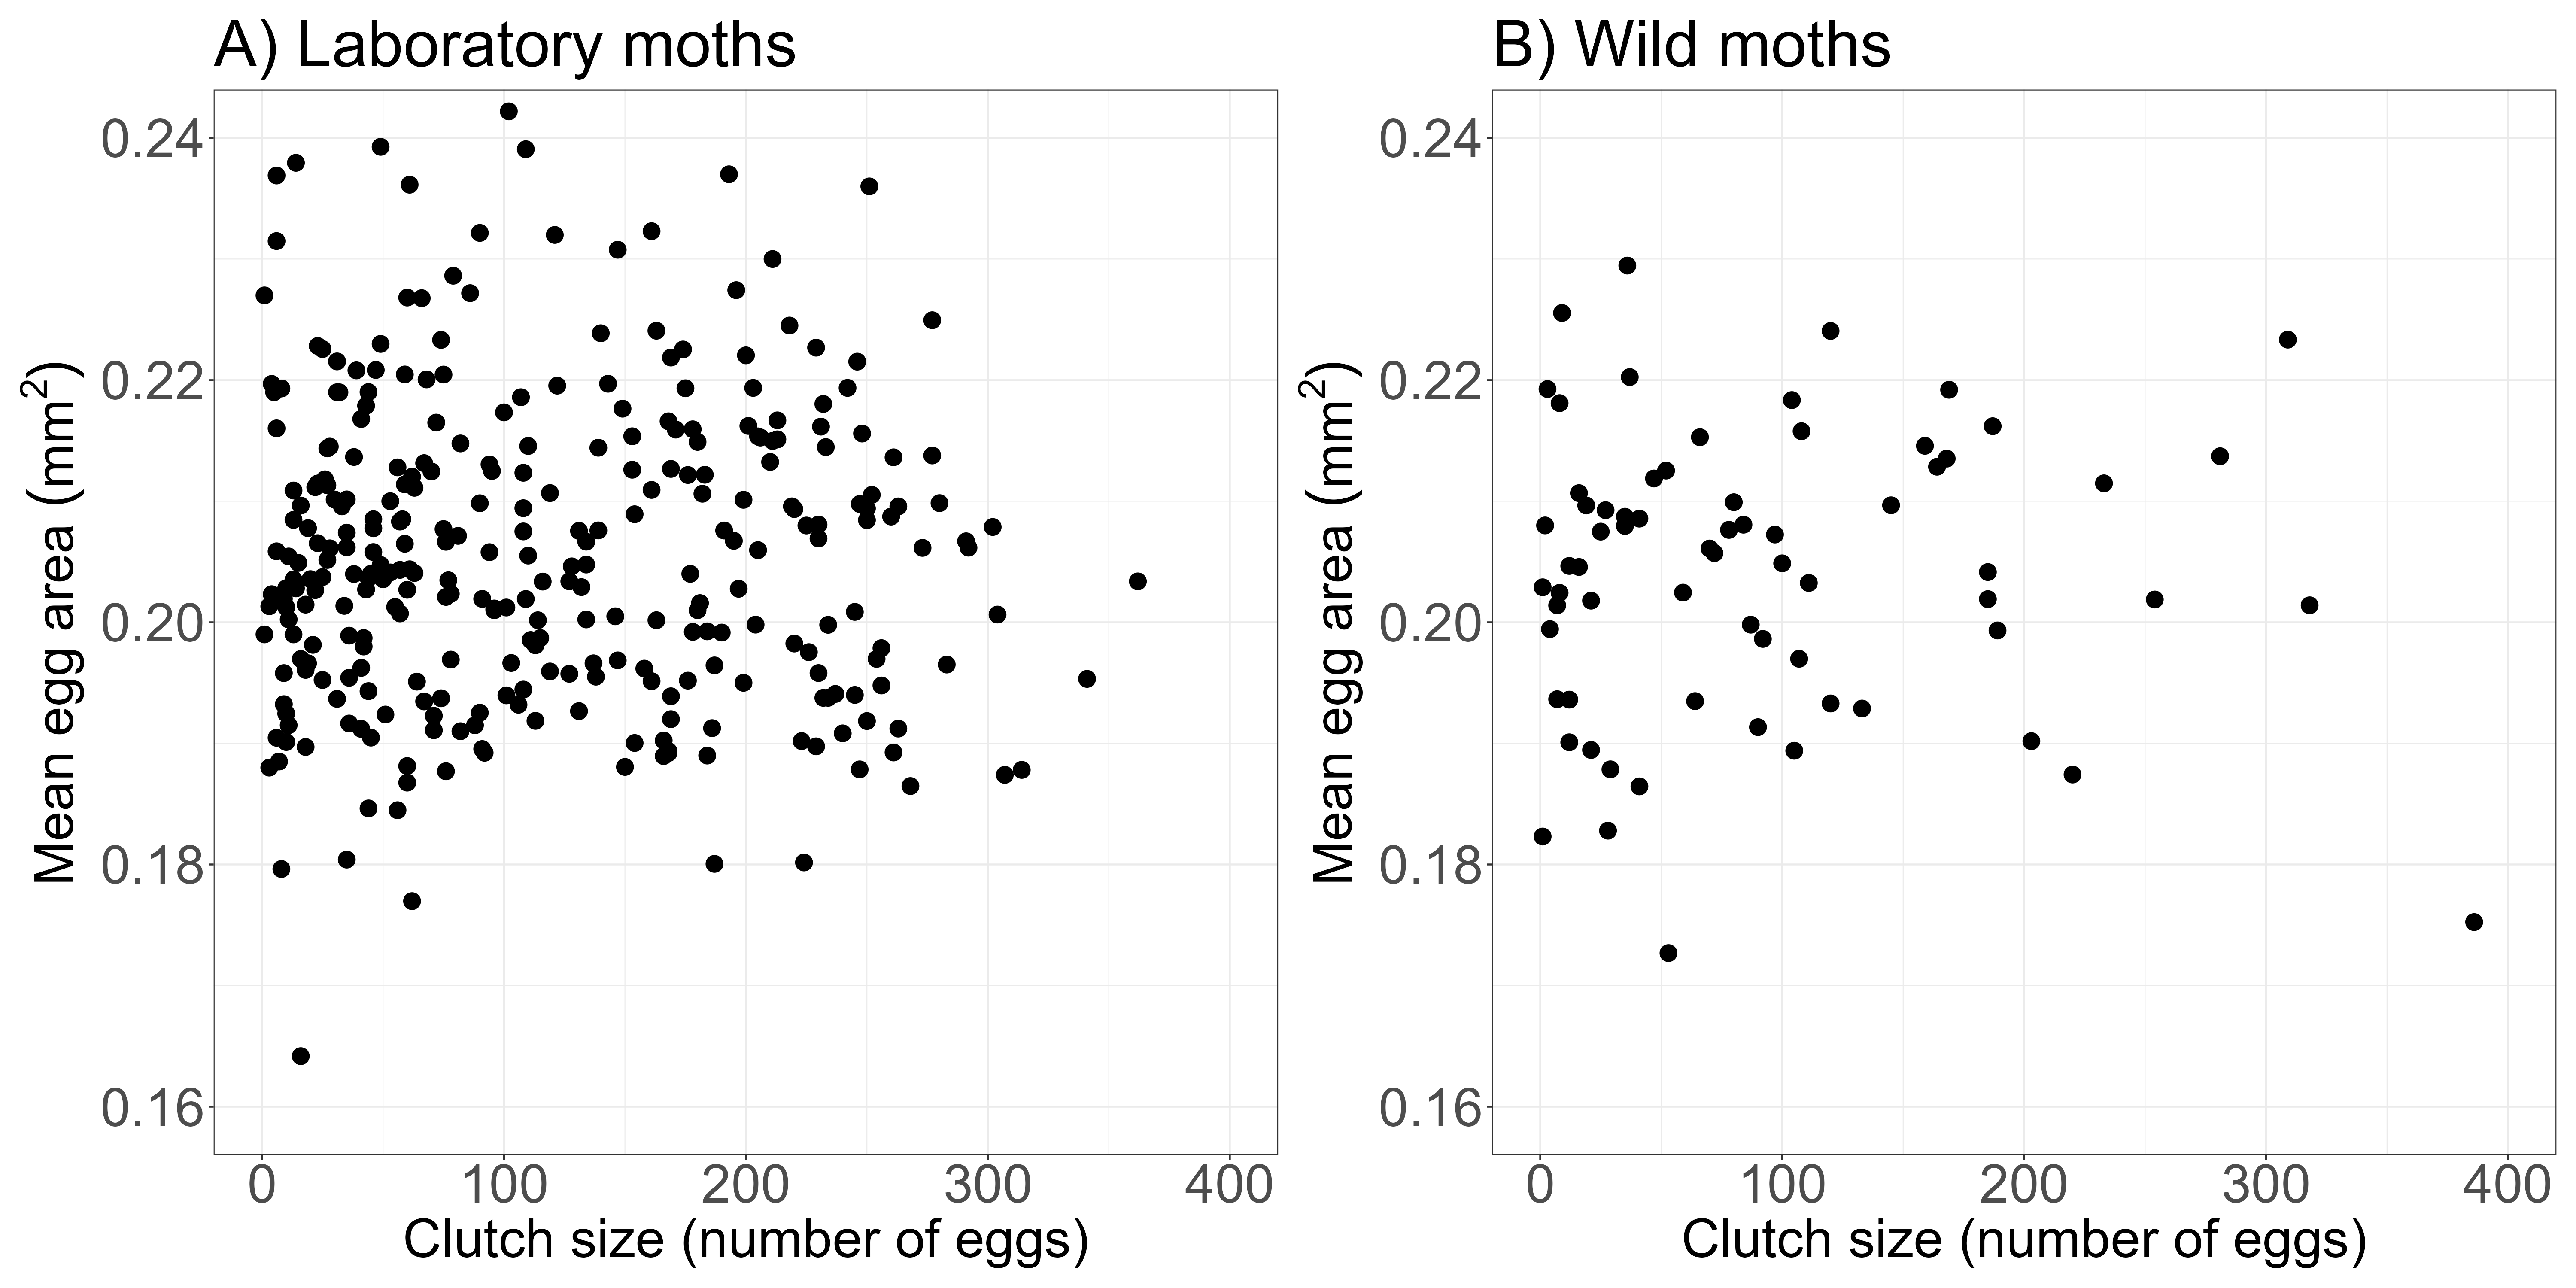 A) Laboratory moths
Mean egg area (mm²)
0.24
0.22
0.20
0.18
0.16
0 100 200 300 400
Clutch size (number of eggs)
B) Wild moths
Mean egg area (mm²)
0.24
0.22
0.20
0.18
0.16
0 100 200 300 400
Clutch size (number of eggs)